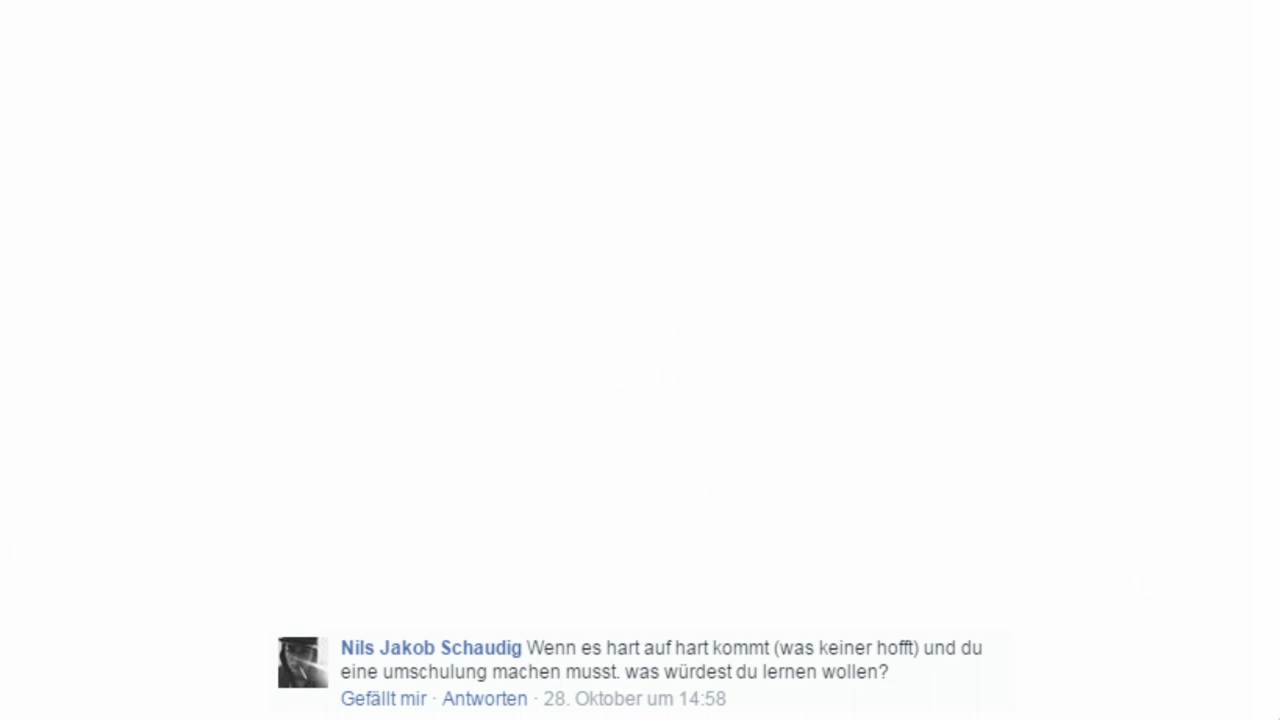 Nils Jakob Schaudig Wenn es hart auf hart kommt (was keiner hofft) und du
eine umschulung machen musst. was würdest du lernen wollen?
Gefällt mir · Antworten · 28. Oktober um 14:58